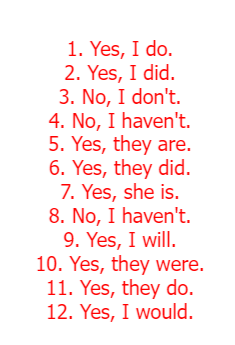 1. Yes, I do.
2. Yes, I did.
3. No, I don't.
4. No, I haven't.
5. Yes, they are.
6. Yes, they did.
7. Yes, she is.
8. No, I haven't.
9. Yes, I will.
10. Yes, they were.
11. Yes, they do.
12. Yes, I would.